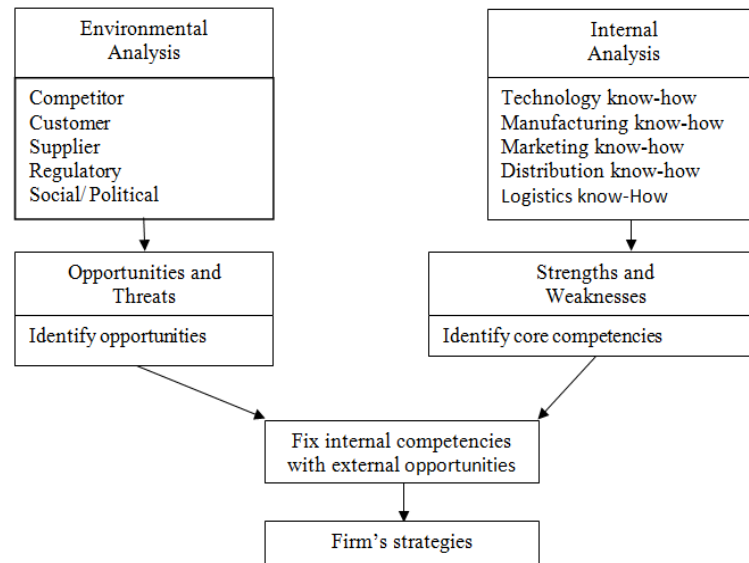 Environmental
Analysis
Competitor
Customer
Supplier
Regulatory
Social/ Political
Opportunities and
Threats
Identify opportunities
Internal
Analysis
Technology know-how
Manufacturing know-how
Marketing know-how
Distribution know-how
Logistics know-How
Strengths and
Weaknesses
Identify core competencies
Fix internal competencies
with external opportunities
Firm's strategies